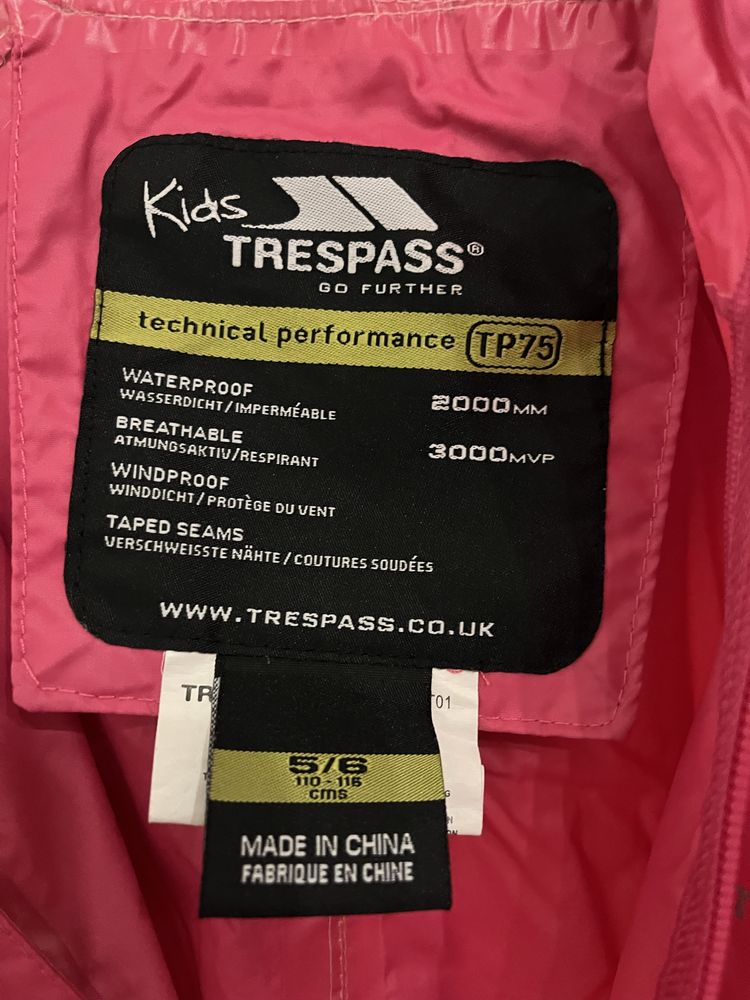 Kids
TRESPASS®
GO FURTHER
technical performance TP75
WATERPROOF 2000MM
WASSERDICHT/IMPERMÉABLE
BREATHABLE 3000MVP
ATMUNGSAKTIV/RESPIRANT
WINDPROOF
WINDDICHT/PROTÈGE DU VENT
TAPED SEAMS
VERSCHWEISSTE NÄHTE/COUTURES SOUDÉES
WWW.TRESPASS.CO.UK
5/6
110-116
cms
MADE IN CHINA
FABRIQUE EN CHINE